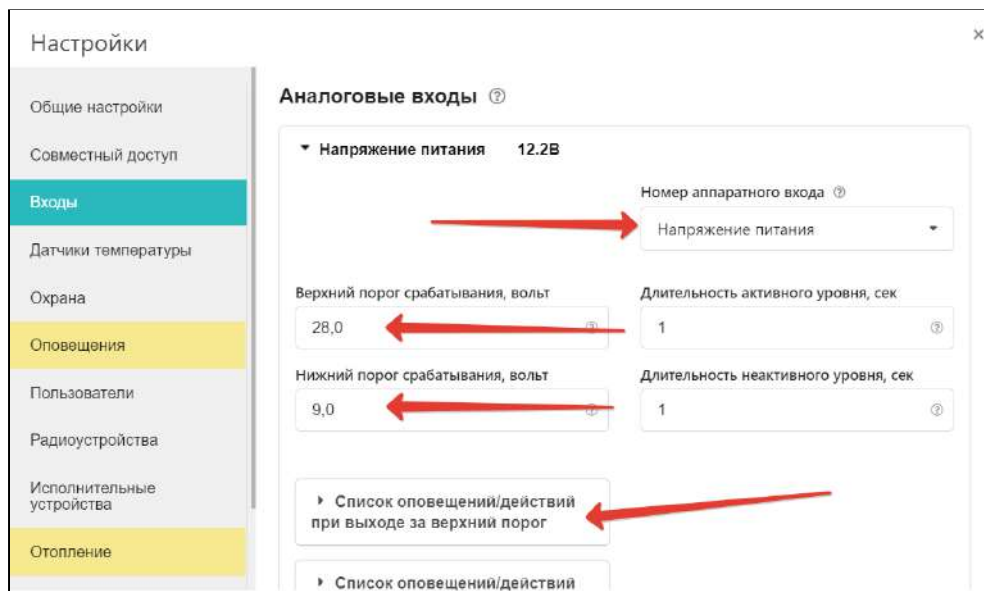 Настройки
×
Общие настройки
Совместный доступ
Входы
Датчики температуры
Охрана
Оповещения
Пользователи
Радиоустройства
Исполнительные
устройства
Отопление
Аналоговые входы ?
Напряжение питания 12.2В
Номер аппаратного входа ?
Напряжение питания
Верхний порог срабатывания, вольт
28,0 ?
Длительность активного уровня, сек
1 ?
Нижний порог срабатывания, вольт
9,0 ?
Длительность неактивного уровня, сек
1 ?
Список оповещений/действий
при выходе за верхний порог
Список оповещений/действий